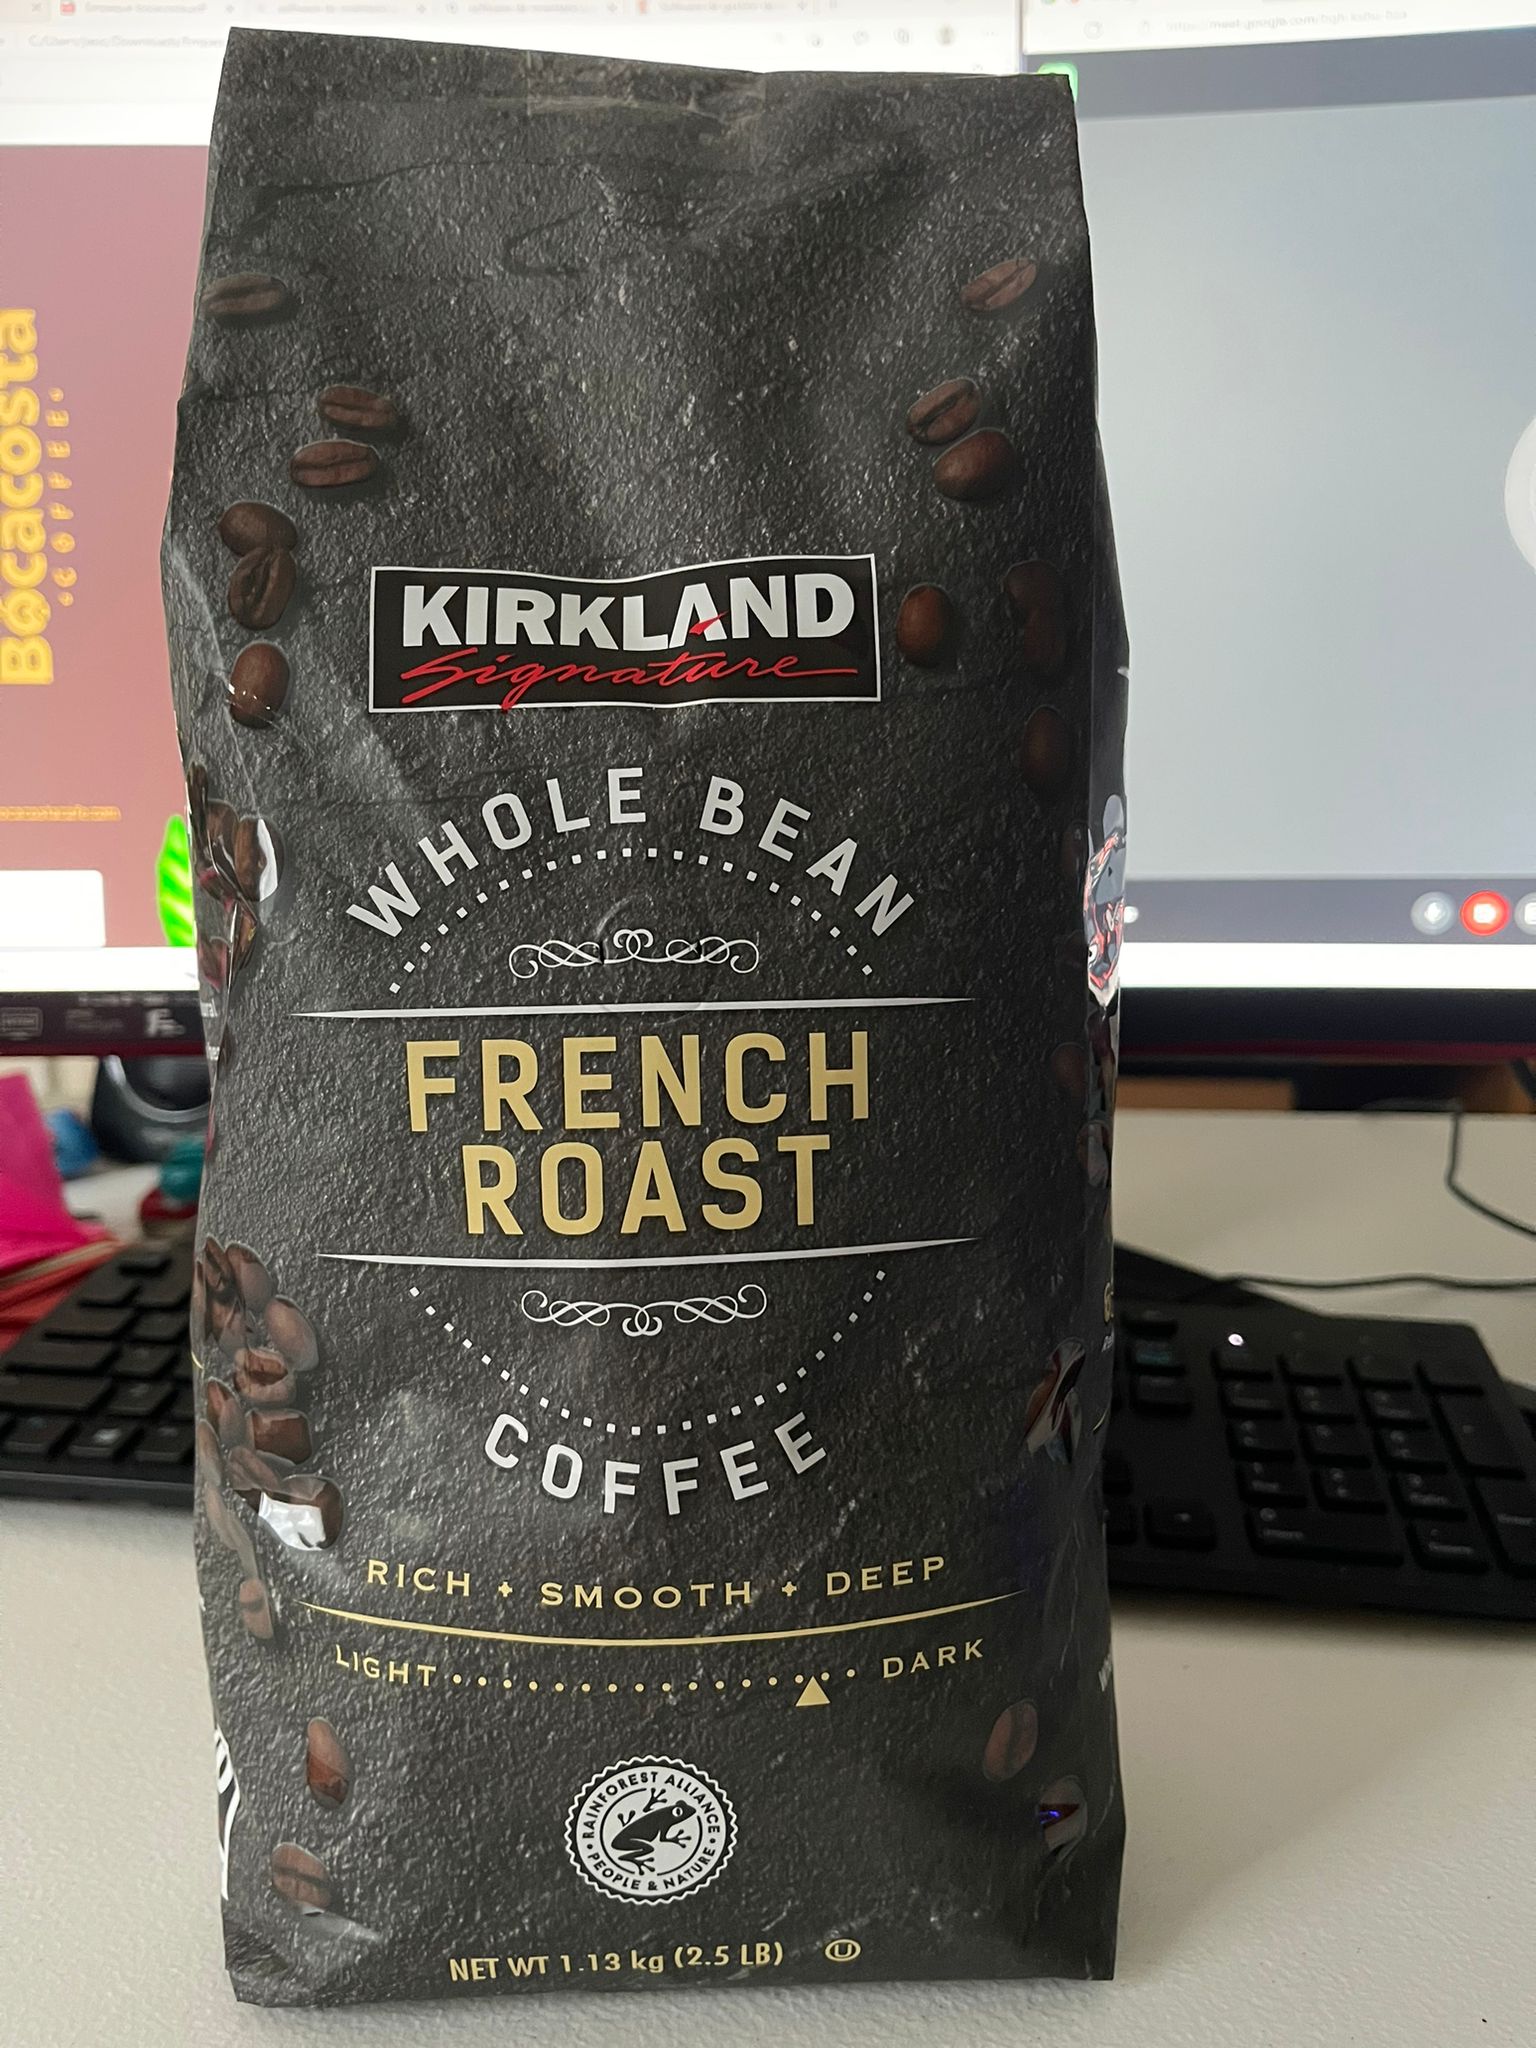 KIRKLAND
Signature
WHOLE BEAN
FRENCH
ROAST
COFFEE
RICH + SMOOTH + DEEP
LIGHT DARK
RAINFOREST ALLIANCE
PEOPLE & NATURE
NET WT 1.13 kg (2.5 LB) U
Bocacosta
COFFEE